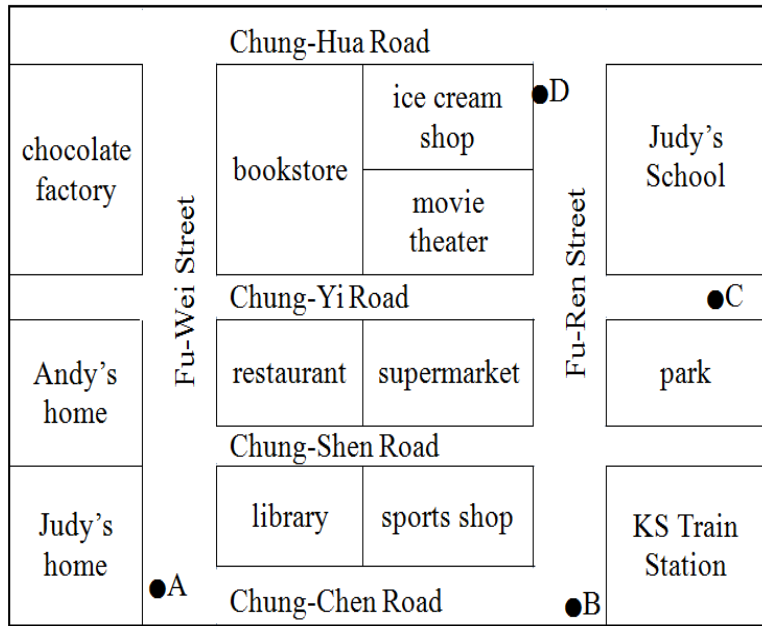 Chung-Hua Road
chocolate
factory
Fu-Wei Street
bookstore
ice cream
shop
movie
theater
D
Fu-Ren Street
Judy's
School
Chung-Yi Road
C
Andy's
home
restaurant
supermarket
park
Chung-Shen Road
Judy's
home
A
library
sports shop
KS Train
Station
Chung-Chen Road
B